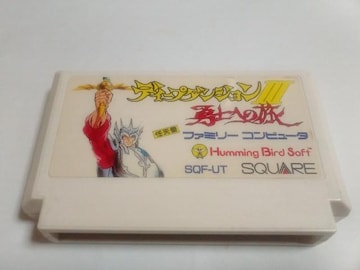 ディープダンジョンIII
勇士への旅
任天堂
ファミリー コンピュータ
Humming Bird Soft
SQF-UT SQUARE